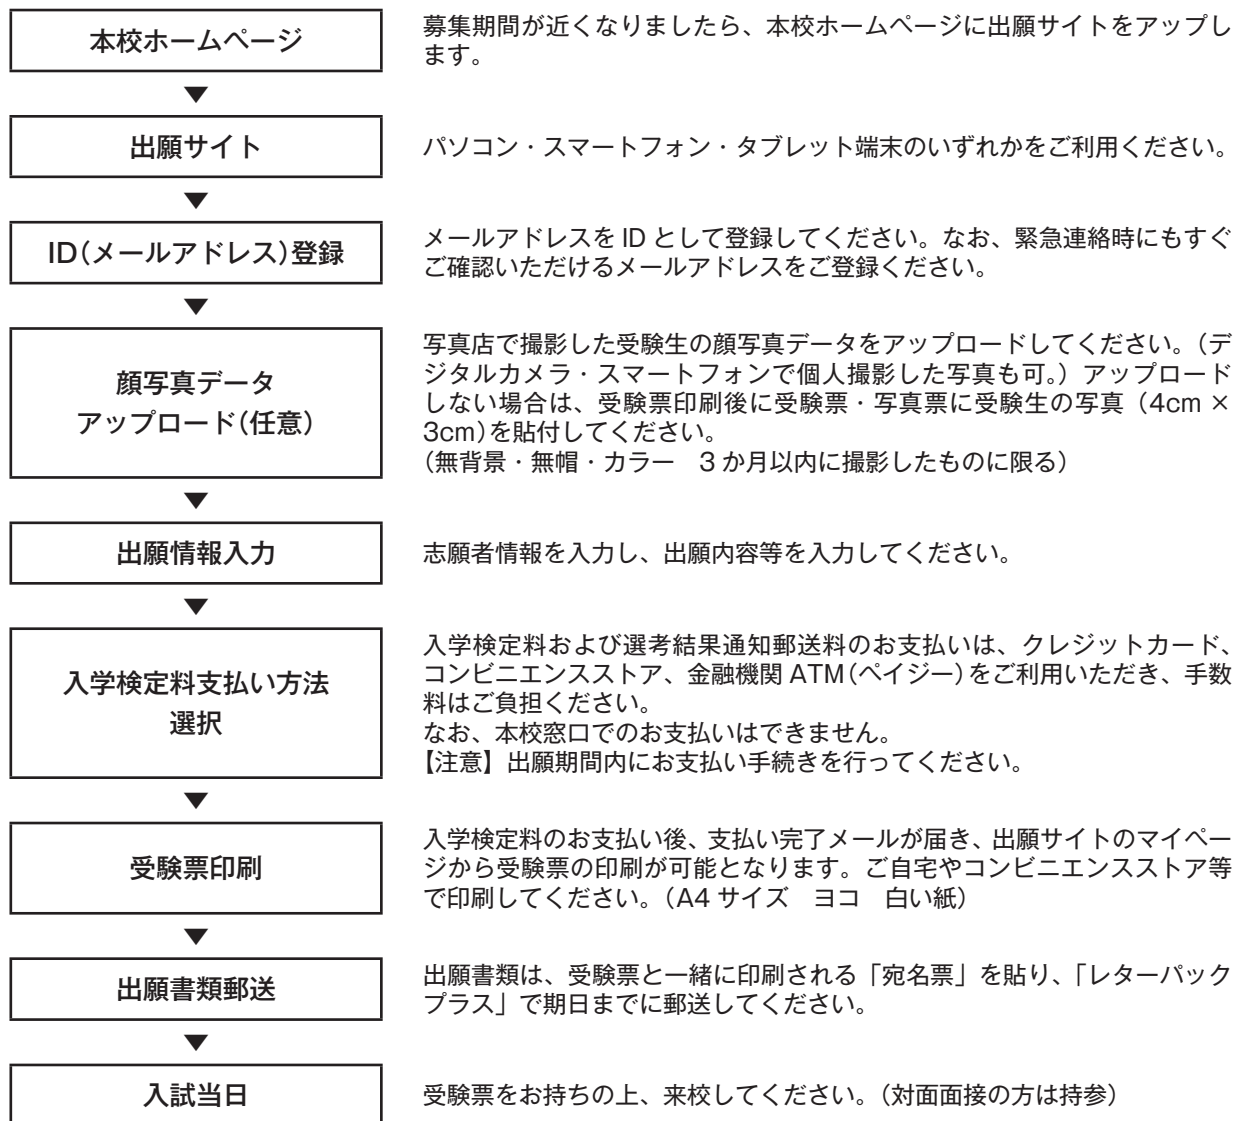 本校ホームページ
募集期間が近くなりましたら、本校ホームページに出願サイトをアップし
ます。
▼
出願サイト
パソコン・スマートフォン・タブレット端末のいずれかをご利用ください。
▼
ID(メールアドレス)登録
メールアドレスを ID として登録してください。なお、緊急連絡時にもすぐ
ご確認いただけるメールアドレスをご登録ください。
▼
顔写真データ
アップロード(任意)
写真店で撮影した受験生の顔写真データをアップロードしてください。(デ
ジタルカメラ・スマートフォンで個人撮影した写真も可。)アップロード
しない場合は、受験票印刷後に受験票・写真票に受験生の写真(4cm ×
3cm)を貼付してください。
(無背景・無帽・カラー　3 か月以内に撮影したものに限る)
▼
出願情報入力
志願者情報を入力し、出願内容等を入力してください。
▼
入学検定料支払い方法
選択
入学検定料および選考結果通知郵送料のお支払いは、クレジットカード、
コンビニエンスストア、金融機関 ATM(ペイジー)をご利用いただき、手数
料はご負担ください。
なお、本校窓口でのお支払いはできません。
【注意】出願期間内にお支払い手続きを行ってください。
▼
受験票印刷
入学検定料のお支払い後、支払い完了メールが届き、出願サイトのマイペー
ジから受験票の印刷が可能となります。ご自宅やコンビニエンスストア等
で印刷してください。(A4 サイズ　ヨコ　白い紙)
▼
出願書類郵送
出願書類は、受験票と一緒に印刷される「宛名票」を貼り、「レターパック
プラス」で期日までに郵送してください。
▼
入試当日
受験票をお持ちの上、来校してください。(対面面接の方は持参)